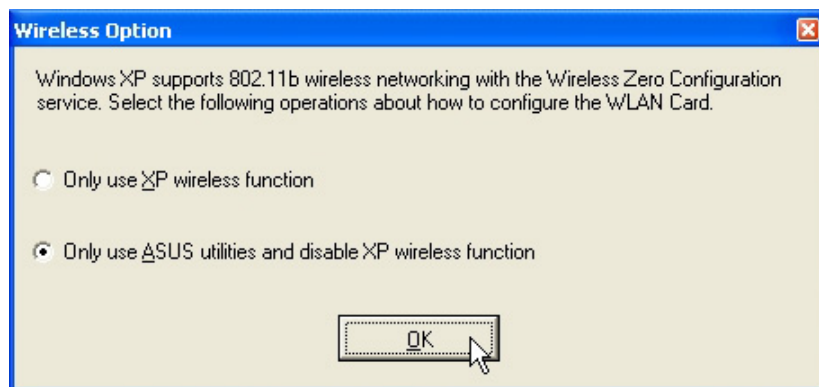 Wireless Option
Windows XP supports 802.11b wireless networking with the Wireless Zero Configuration
service. Select the following operations about how to configure the WLAN Card.
Only use XP wireless function
Only use ASUS utilities and disable XP wireless function
OK